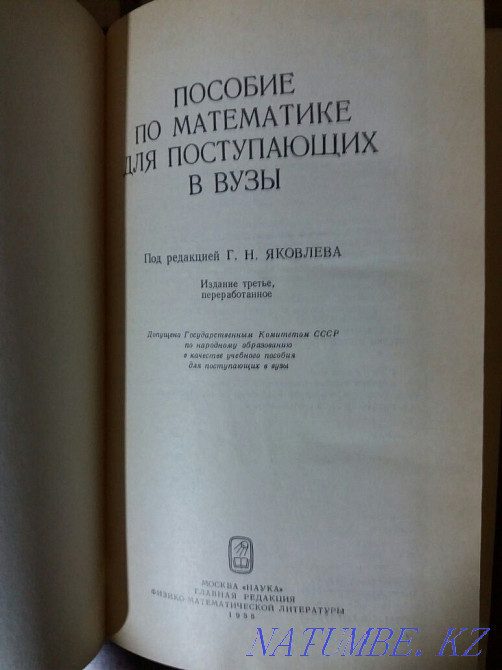 ПОСОБИЕ
ПО МАТЕМАТИКЕ
ДЛЯ ПОСТУПАЮЩИХ
В ВУЗЫ
Под редакцией Г. Н. ЯКОВЛЕВА
Издание третье,
переработанное
Допущено Государственным Комитетом СССР
по народному образованию
в качестве учебного пособия
для поступающих в вузы
МОСКВА «НАУКА»
ГЛАВНАЯ РЕДАКЦИЯ
ФИЗИКО-МАТЕМАТИЧЕСКОЙ ЛИТЕРАТУРЫ
NATUMBE.KZ